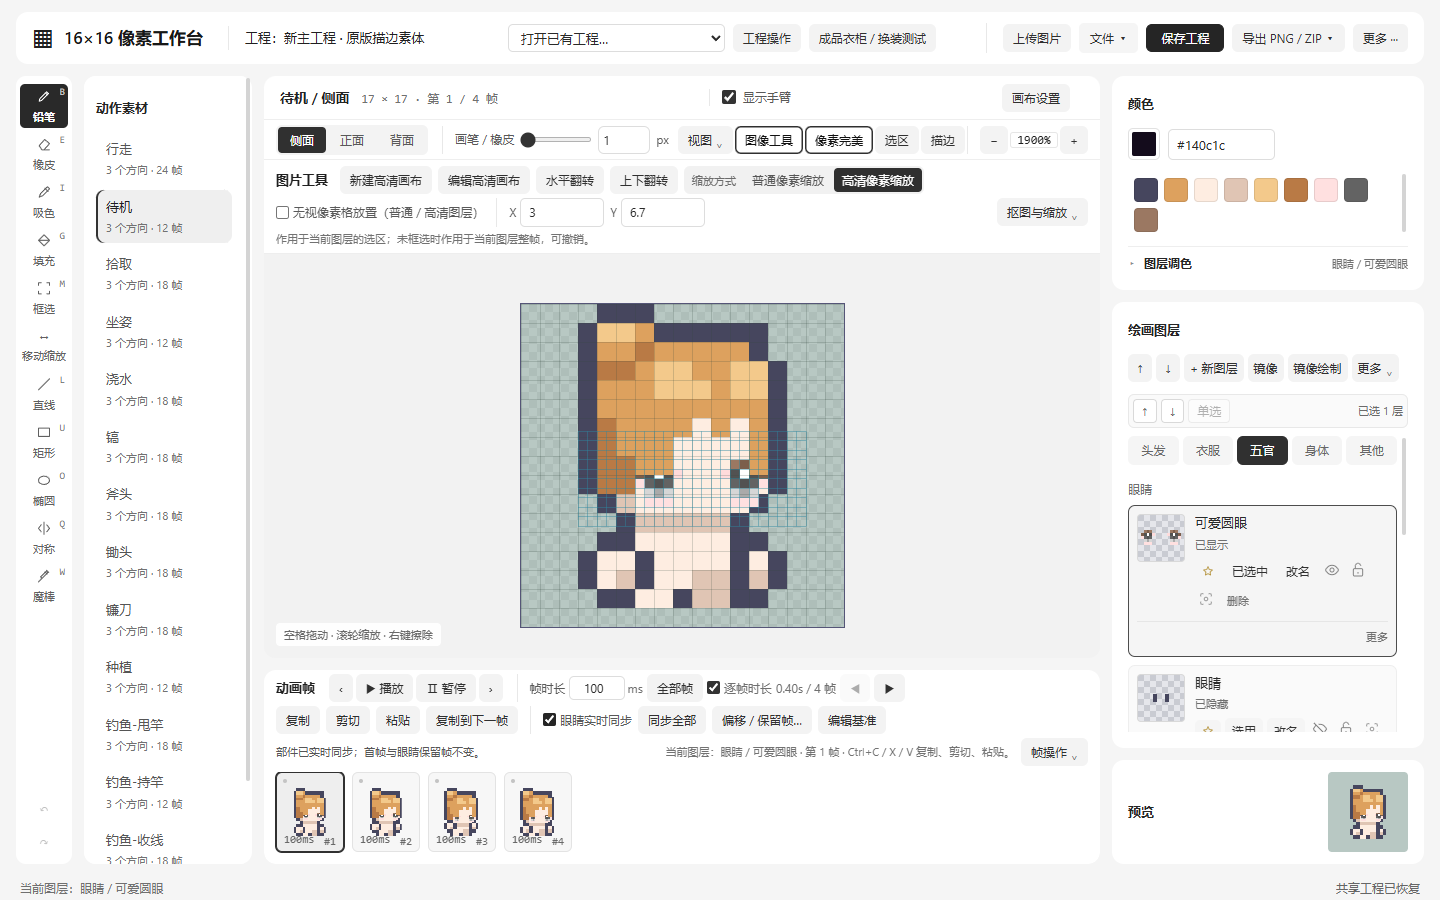 16×16 像素工作台
工程：新主工程 · 原版描边素体
打开已有工程...
工程操作
成品衣柜 / 换装测试
上传图片
文件
保存工程
导出 PNG / ZIP
更多 ···
B
铅笔
E
橡皮
I
吸色
G
填充
M
框选
移动缩放
L
直线
U
矩形
O
椭圆
Q
对称
W
魔棒
动作素材
行走
3 个方向 · 24 帧
待机
3 个方向 · 12 帧
拾取
3 个方向 · 18 帧
坐姿
3 个方向 · 12 帧
浇水
3 个方向 · 18 帧
镐
3 个方向 · 18 帧
斧头
3 个方向 · 18 帧
锄头
3 个方向 · 18 帧
镰刀
3 个方向 · 18 帧
种植
3 个方向 · 12 帧
钓鱼-甩竿
3 个方向 · 18 帧
钓鱼-持竿
3 个方向 · 12 帧
钓鱼-收线
3 个方向 · 18 帧
待机 / 侧面
17 × 17 · 第 1 / 4 帧
显示手臂
画布设置
侧面
正面
背面
画笔 / 橡皮
1
px
视图
图像工具
像素完美
选区
描边
−
1900%
+
图片工具
新建高清画布
编辑高清画布
水平翻转
上下翻转
缩放方式
普通像素缩放
高清像素缩放
无视像素格放置（普通 / 高清图层）
X
3
Y
6.7
抠图与缩放
作用于当前图层的选区；未框选时作用于当前图层整帧，可撤销。
空格拖动 · 滚轮缩放 · 右键擦除
动画帧
‹
▶ 播放
⏸ 暂停
›
帧时长
100
ms
全部帧
逐帧时长 0.40s / 4 帧
复制
剪切
粘贴
复制到下一帧
眼睛实时同步
同步全部
偏移 / 保留帧...
编辑基准
部件已实时同步；首帧与眼睛保留帧不变。
当前图层：眼睛 / 可爱圆眼 · 第 1 帧 · Ctrl+C / X / V 复制、剪切、粘贴。
帧操作
100ms #1
100ms #2
100ms #3
100ms #4
颜色
#140c1c
图层调色
眼睛 / 可爱圆眼
绘画图层
↑
↓
+ 新图层
镜像
镜像绘制
更多
↑
↓
单选
已选 1 层
头发
衣服
五官
身体
其他
眼睛
可爱圆眼
已显示
已选中
改名
删除
更多
眼睛
已隐藏
选用
改名
预览
当前图层：眼睛 / 可爱圆眼
共享工程已恢复